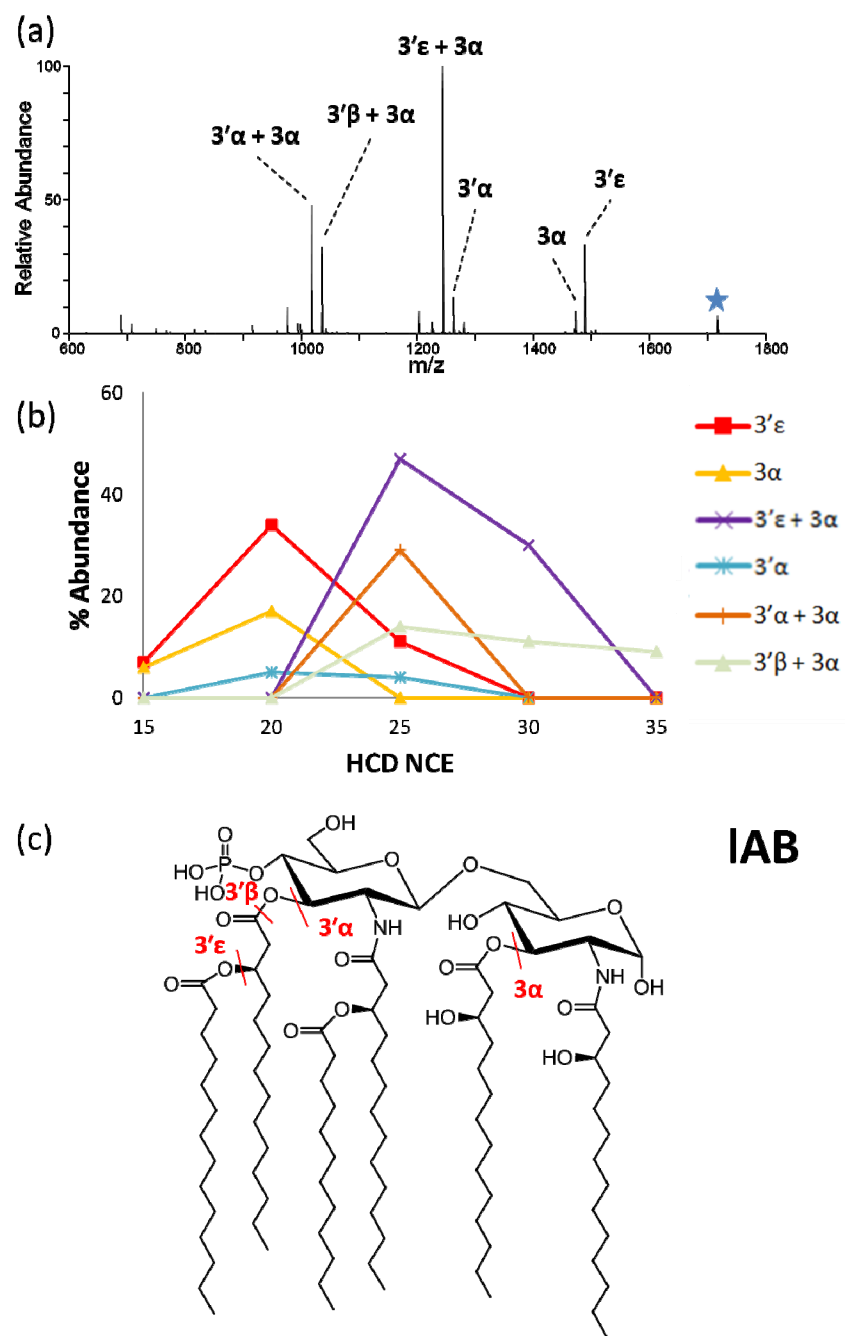 (a)
3′ε + 3α
3′β + 3α
3′α + 3α
3′α
3′ε
3α
Relative Abundance
100
50
0
600
800
1000
1200
1400
1600
1800
m/z
(b)
% Abundance
60
40
20
0
15
20
25
30
35
HCD NCE
3′ε
3α
3′ε + 3α
3′α
3′α + 3α
3′β + 3α
(c)
lAB
OH
O
HO P O
HO
3′β
O
3′α
O
O
NH
O
3′ε
O
O
O
O
O
HO
O
O
3α
O
HO
NH
OH
O
HO